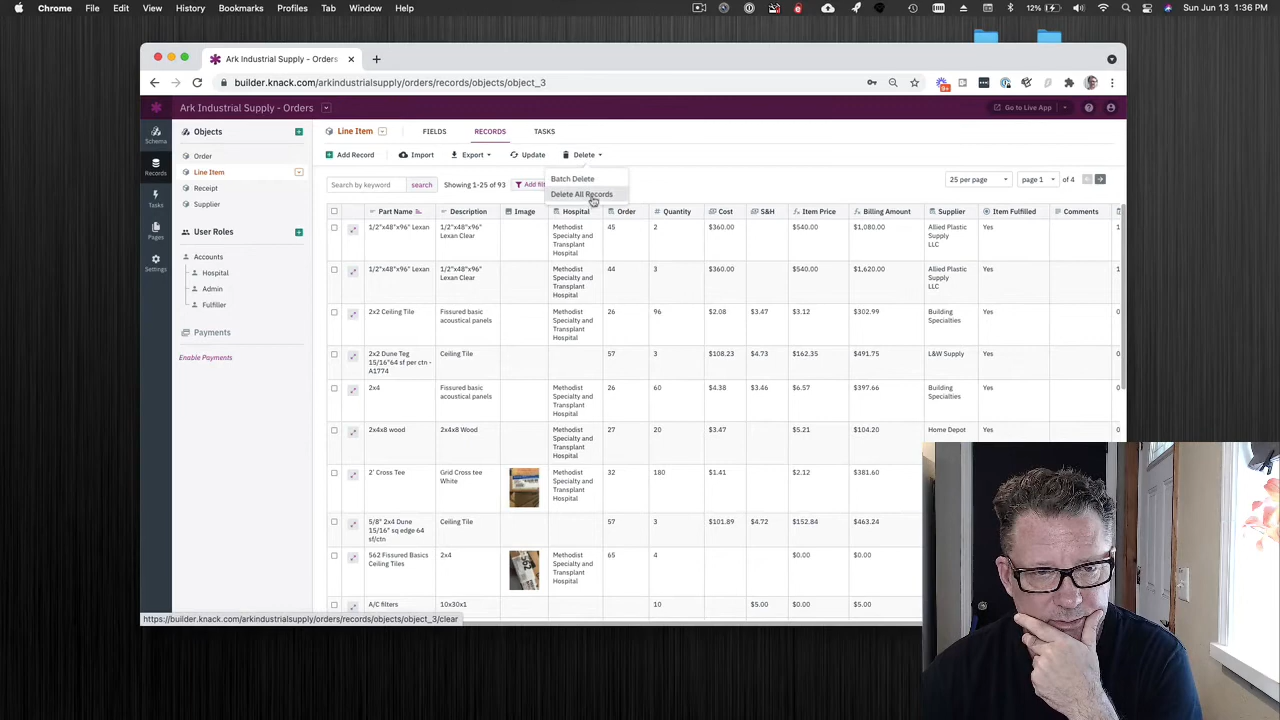 Chrome File Edit View History Bookmarks Profiles Tab Window Help
12% Sun Jun 13 1:36 PM
Ark Industrial Supply - Orders
builder.knack.com/arkindustrialsupply/orders/records/objects/object_3
9+
Ark Industrial Supply - Orders
Go to Live App
Schema
Records
Tasks
Pages
Settings
Objects
Order
Line Item
Receipt
Supplier
User Roles
Accounts
Hospital
Admin
Fulfiller
Payments
Enable Payments
Line Item FIELDS RECORDS TASKS
Add Record Import Export Update Delete
Batch Delete
Delete All Records
Search by keyword search Showing 1-25 of 93 Add filt
25 per page page 1 of 4
Part Name Description Image Hospital Order Quantity Cost S&H Item Price Billing Amount Supplier Item Fulfilled Comments
1/2"x48"x96" Lexan 1/2"x48"x96" Methodist 45 2 $360.00 $540.00 $1,080.00 Allied Plastic Yes 1
Lexan Clear Specialty and Supply
Transplant LLC
Hospital
1/2"x48"x96" Lexan 1/2"x48"x96" Methodist 44 3 $360.00 $540.00 $1,620.00 Allied Plastic Yes 1
Lexan Clear Specialty and Supply
Transplant LLC
Hospital
2x2 Ceiling Tile Fissured basic Methodist 26 96 $2.08 $3.47 $3.12 $302.99 Building Yes 0
acoustical panels Specialty and Specialties
Transplant
Hospital
2x2 Dune Teg Ceiling Tile 57 3 $108.23 $4.73 $162.35 $491.75 L&W Supply Yes 0
15/16"64 sf per ctn -
A1774
2x4 Fissured basic Methodist 26 60 $4.38 $3.46 $6.57 $397.66 Building Yes 0
acoustical panels Specialty and Specialties
Transplant
Hospital
2x4x8 wood 2x4x8 Wood Methodist 27 20 $3.47 $5.21 $104.20 Home Depot Yes 0
Specialty and
Transplant
Hospital
2' Cross Tee Grid Cross tee Methodist 32 180 $1.41 $2.12 $381.60
White Specialty and
Transplant
Hospital
5/8" 2x4 Dune Ceiling Tile 57 3 $101.89 $4.72 $152.84 $463.24
15/16" sq edge 64
sf/ctn
562 Fissured Basics 2x4 Methodist 65 4 $0.00 $0.00
Ceiling Tiles Specialty and
Transplant
Hospital
A/C filters 10x30x1 10 $5.00 $0.00 $5.00
https://builder.knack.com/arkindustrialsupply/orders/records/objects/object_3/clear